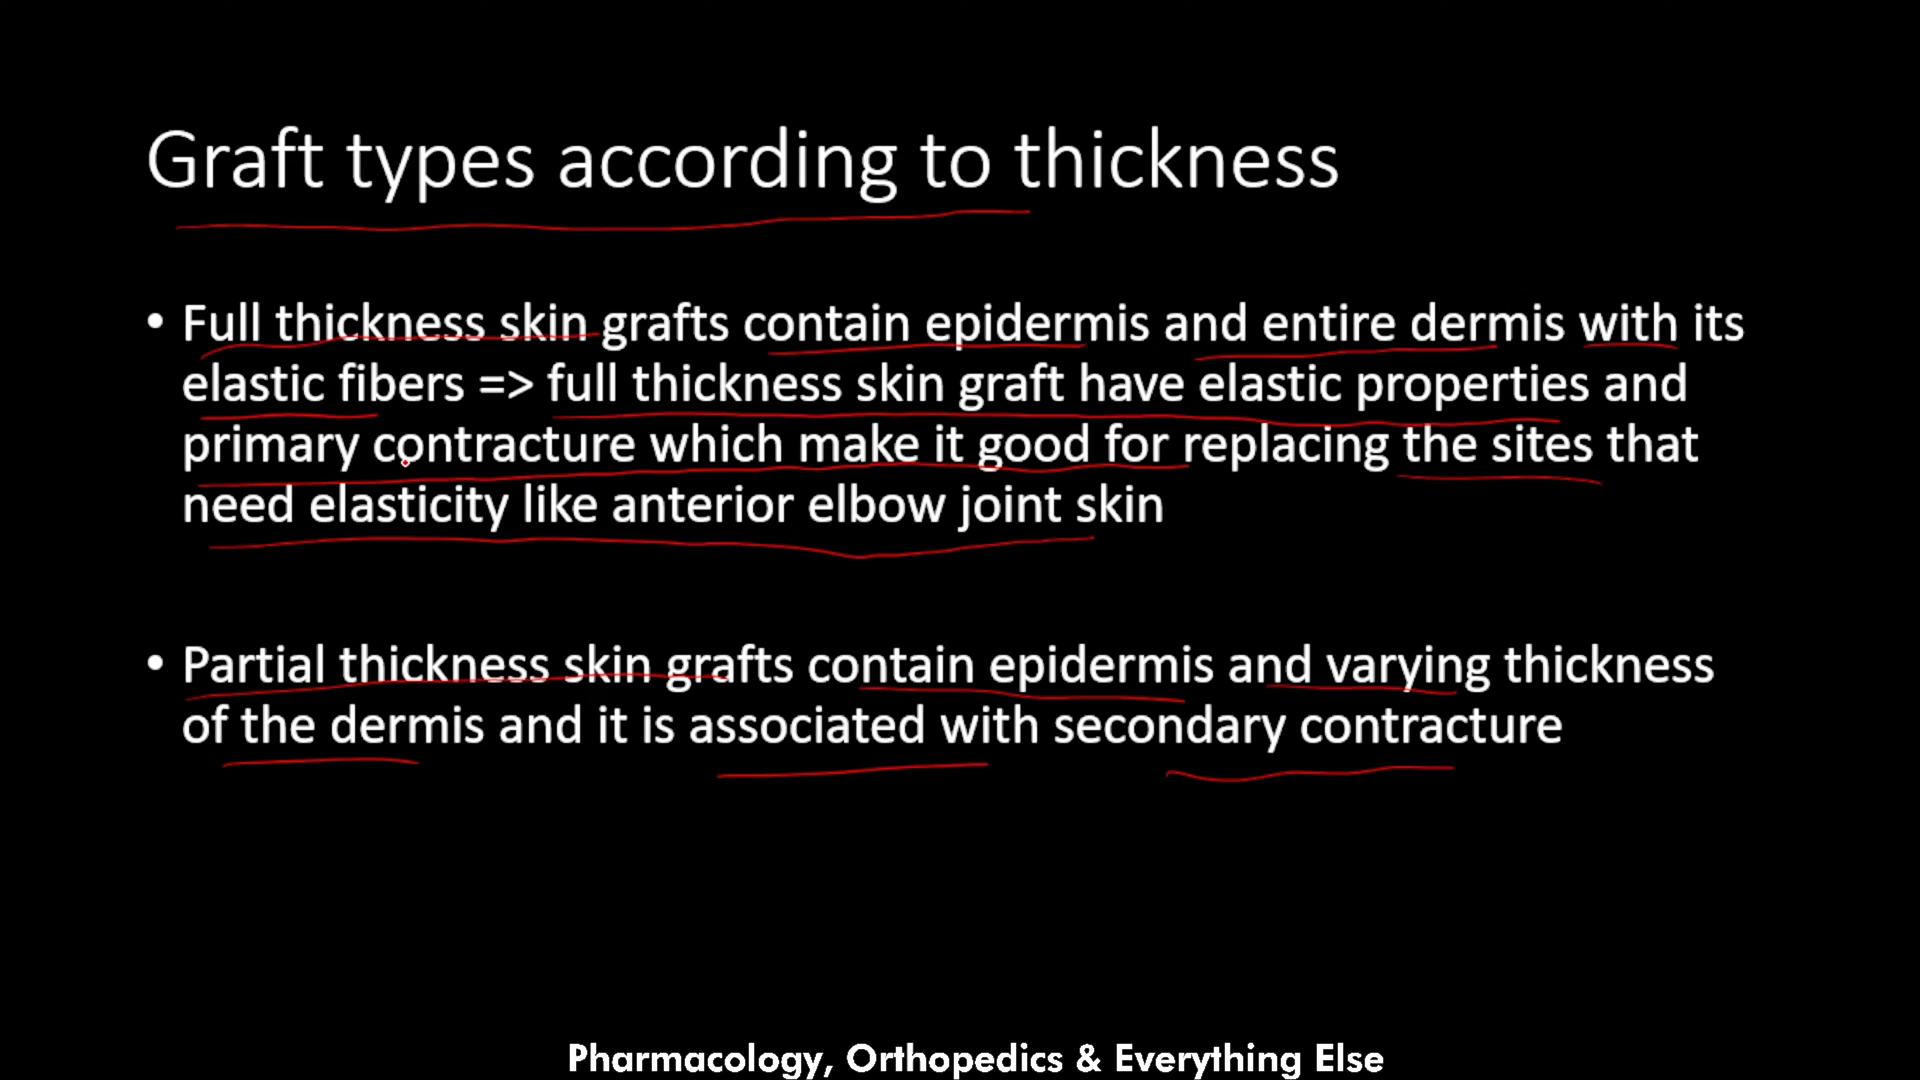 Graft types according to thickness
• Full thickness skin grafts contain epidermis and entire dermis with its
elastic fibers => full thickness skin graft have elastic properties and
primary contracture which make it good for replacing the sites that
need elasticity like anterior elbow joint skin
• Partial thickness skin grafts contain epidermis and varying thickness
of the dermis and it is associated with secondary contracture
Pharmacology, Orthopedics & Everything Else